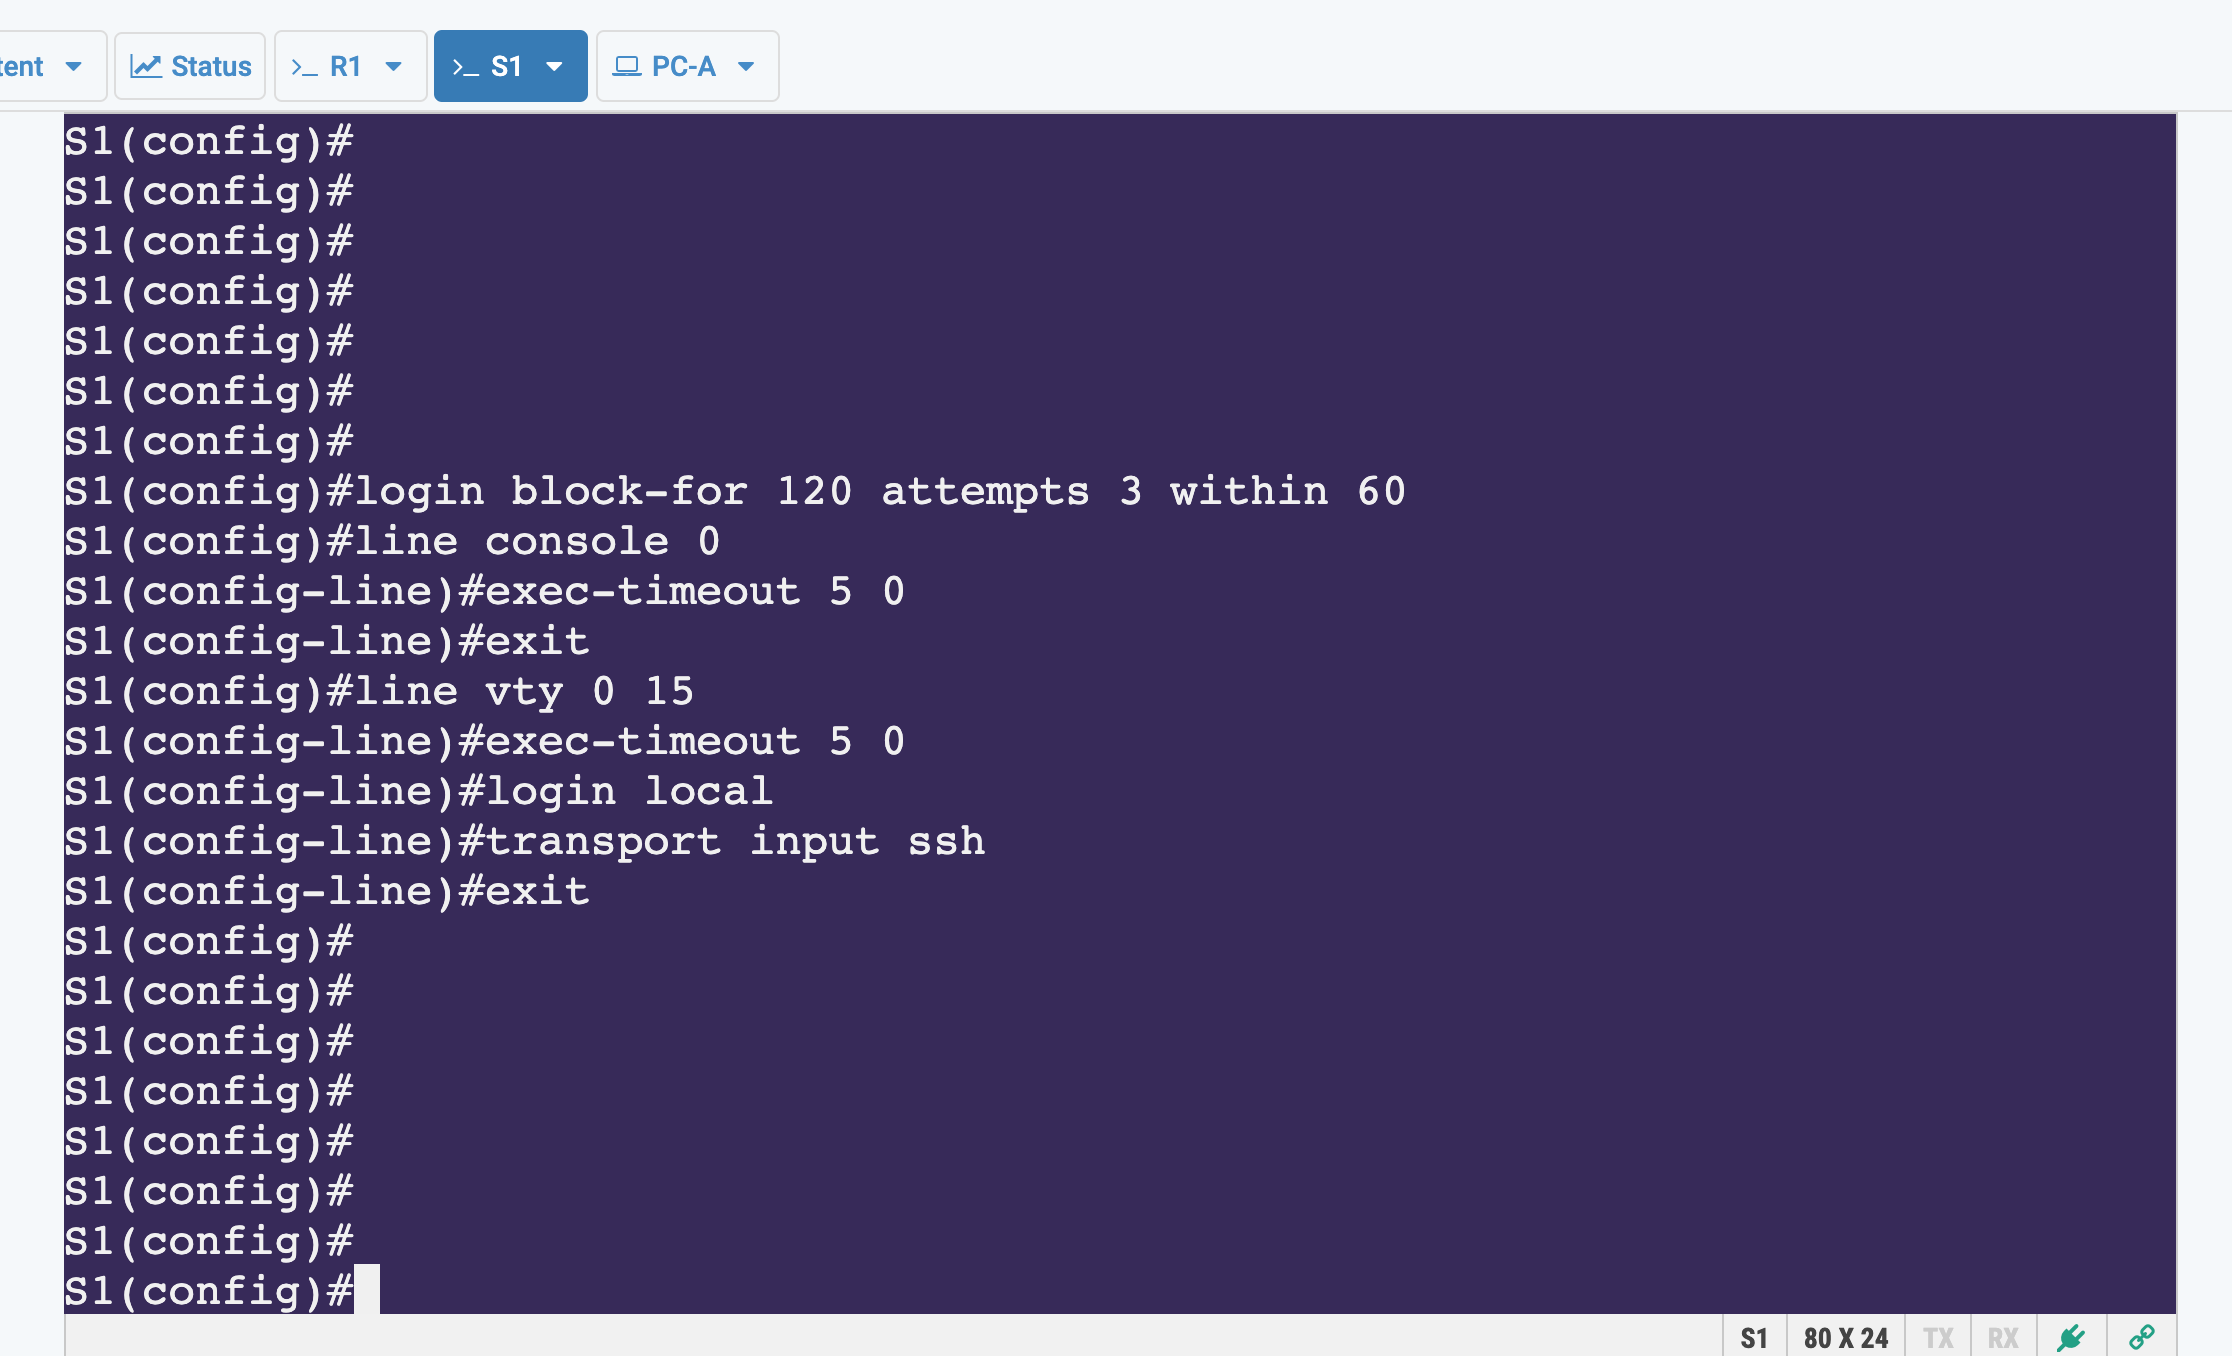 Status
R1
S1
PC-A
S1(config)#
S1(config)#
S1(config)#
S1(config)#
S1(config)#
S1(config)#
S1(config)#
S1(config)#login block-for 120 attempts 3 within 60
S1(config)#line console 0
S1(config-line)#exec-timeout 5 0
S1(config-line)#exit
S1(config)#line vty 0 15
S1(config-line)#exec-timeout 5 0
S1(config-line)#login local
S1(config-line)#transport input ssh
S1(config-line)#exit
S1(config)#
S1(config)#
S1(config)#
S1(config)#
S1(config)#
S1(config)#
S1(config)#
S1(config)#
S1 80 X 24 TX RX